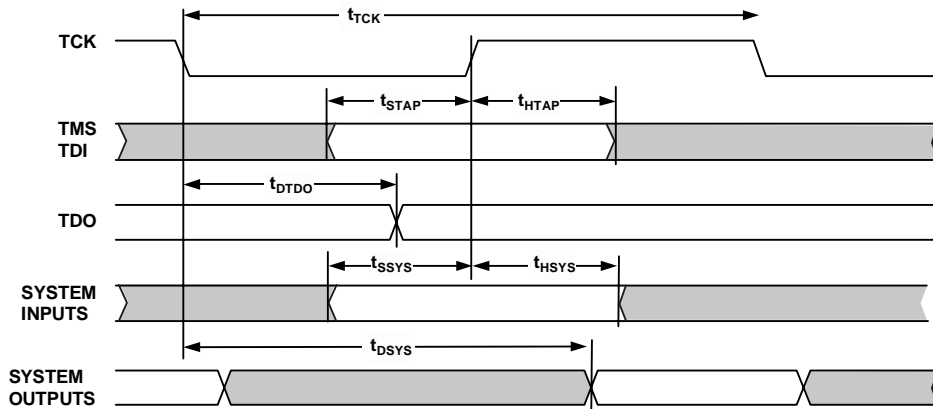 tTCK
TCK
tSTAP
tHTAP
TMS
TDI
tDTDO
TDO
tSSYS
tHSYS
SYSTEM
INPUTS
tDSYS
SYSTEM
OUTPUTS